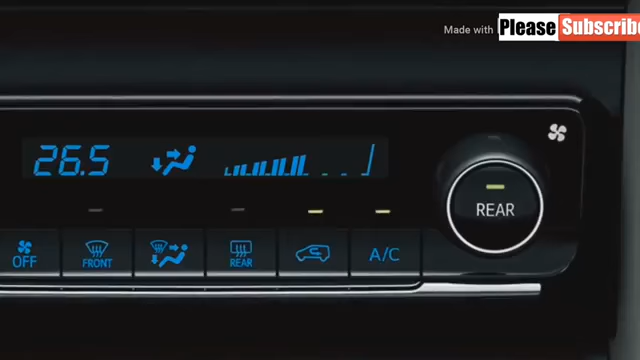 Made with
Please Subscribe
26.5
OFF
FRONT
REAR
A/C
REAR